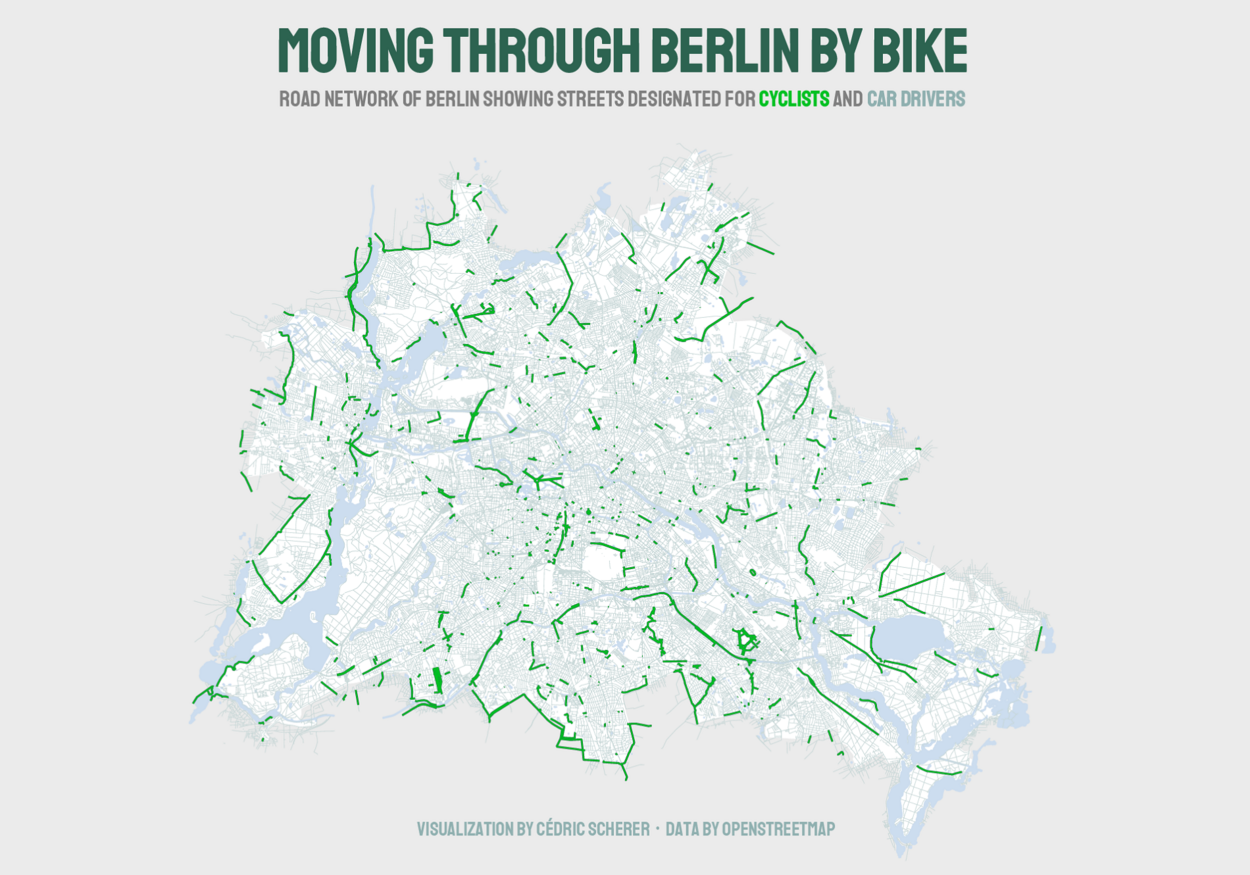 MOVING THROUGH BERLIN BY BIKE
ROAD NETWORK OF BERLIN SHOWING STREETS DESIGNATED FOR CYCLISTS AND CAR DRIVERS
VISUALIZATION BY CÉDRIC SCHERER · DATA BY OPENSTREETMAP